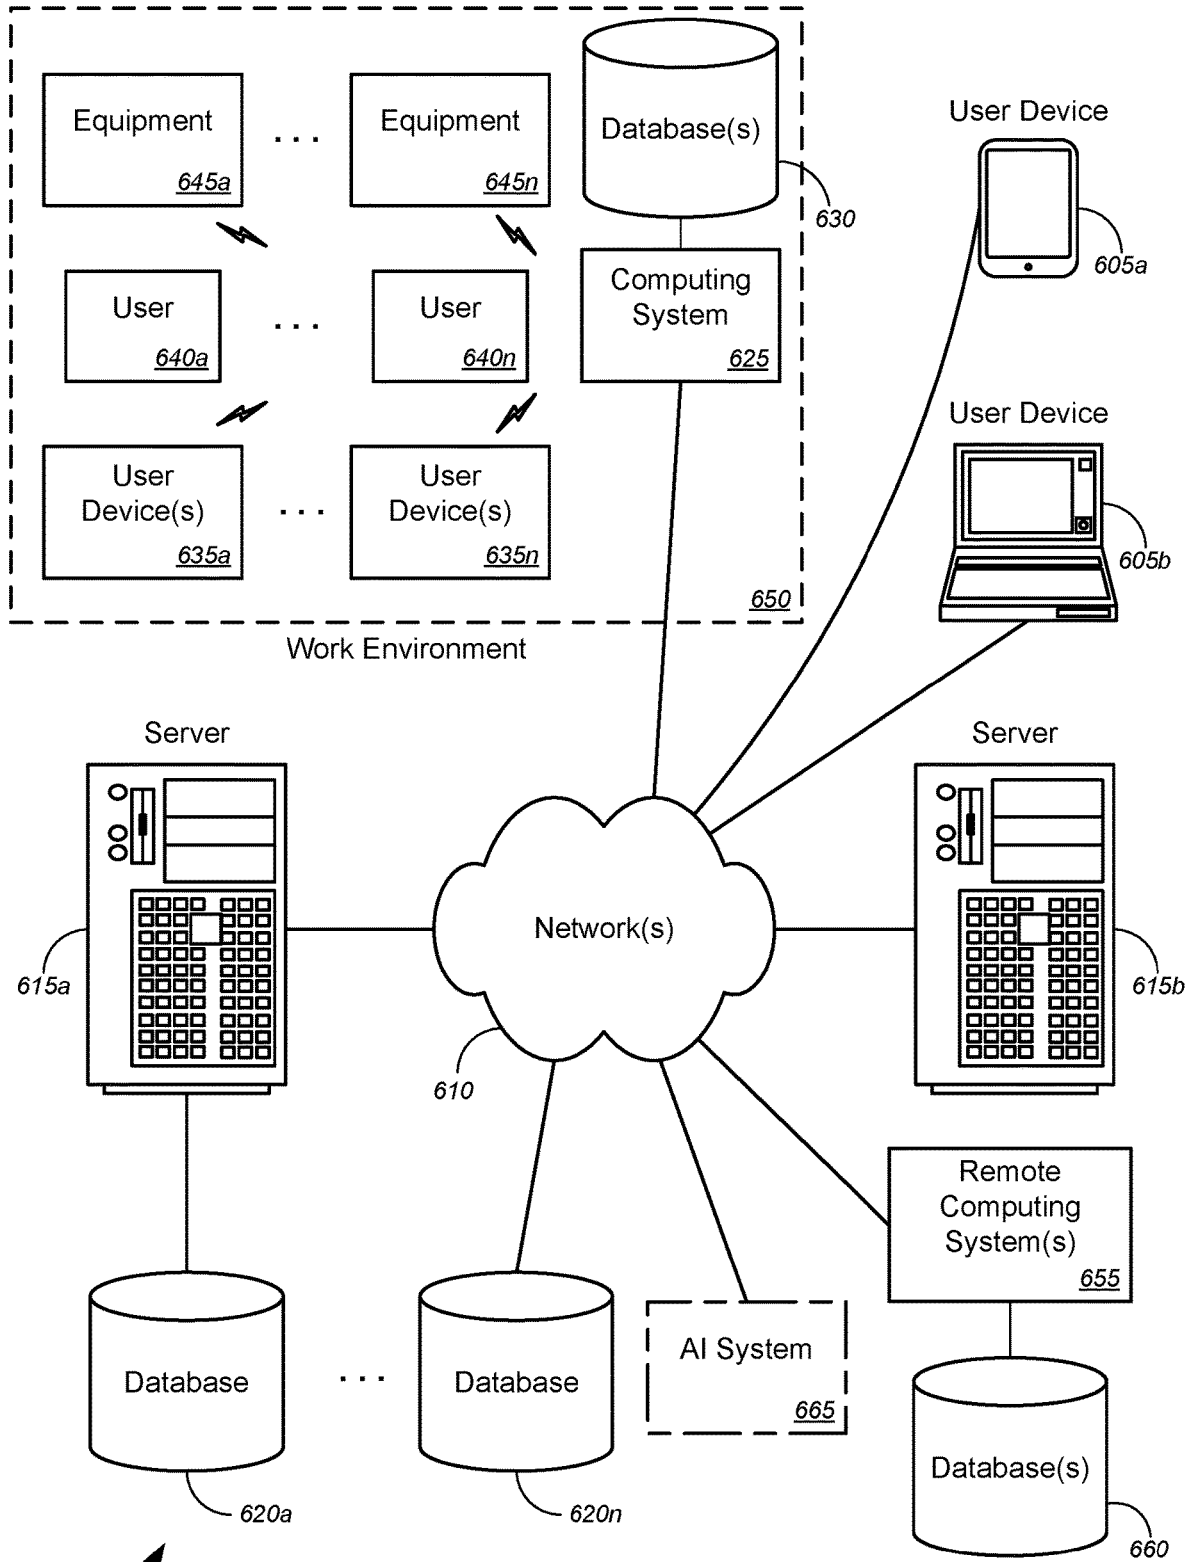 Equipment
645a
. . .
Equipment
645n
Database(s)
630
User Device
605a
User
640a
. . .
User
640n
Computing
System
625
User
Device(s)
635a
. . .
User
Device(s)
635n
User Device
605b
650
Work Environment
Server
615a
Network(s)
610
Server
615b
Remote
Computing
System(s)
655
Database
620a
. . .
Database
620n
AI System
665
Database(s)
660